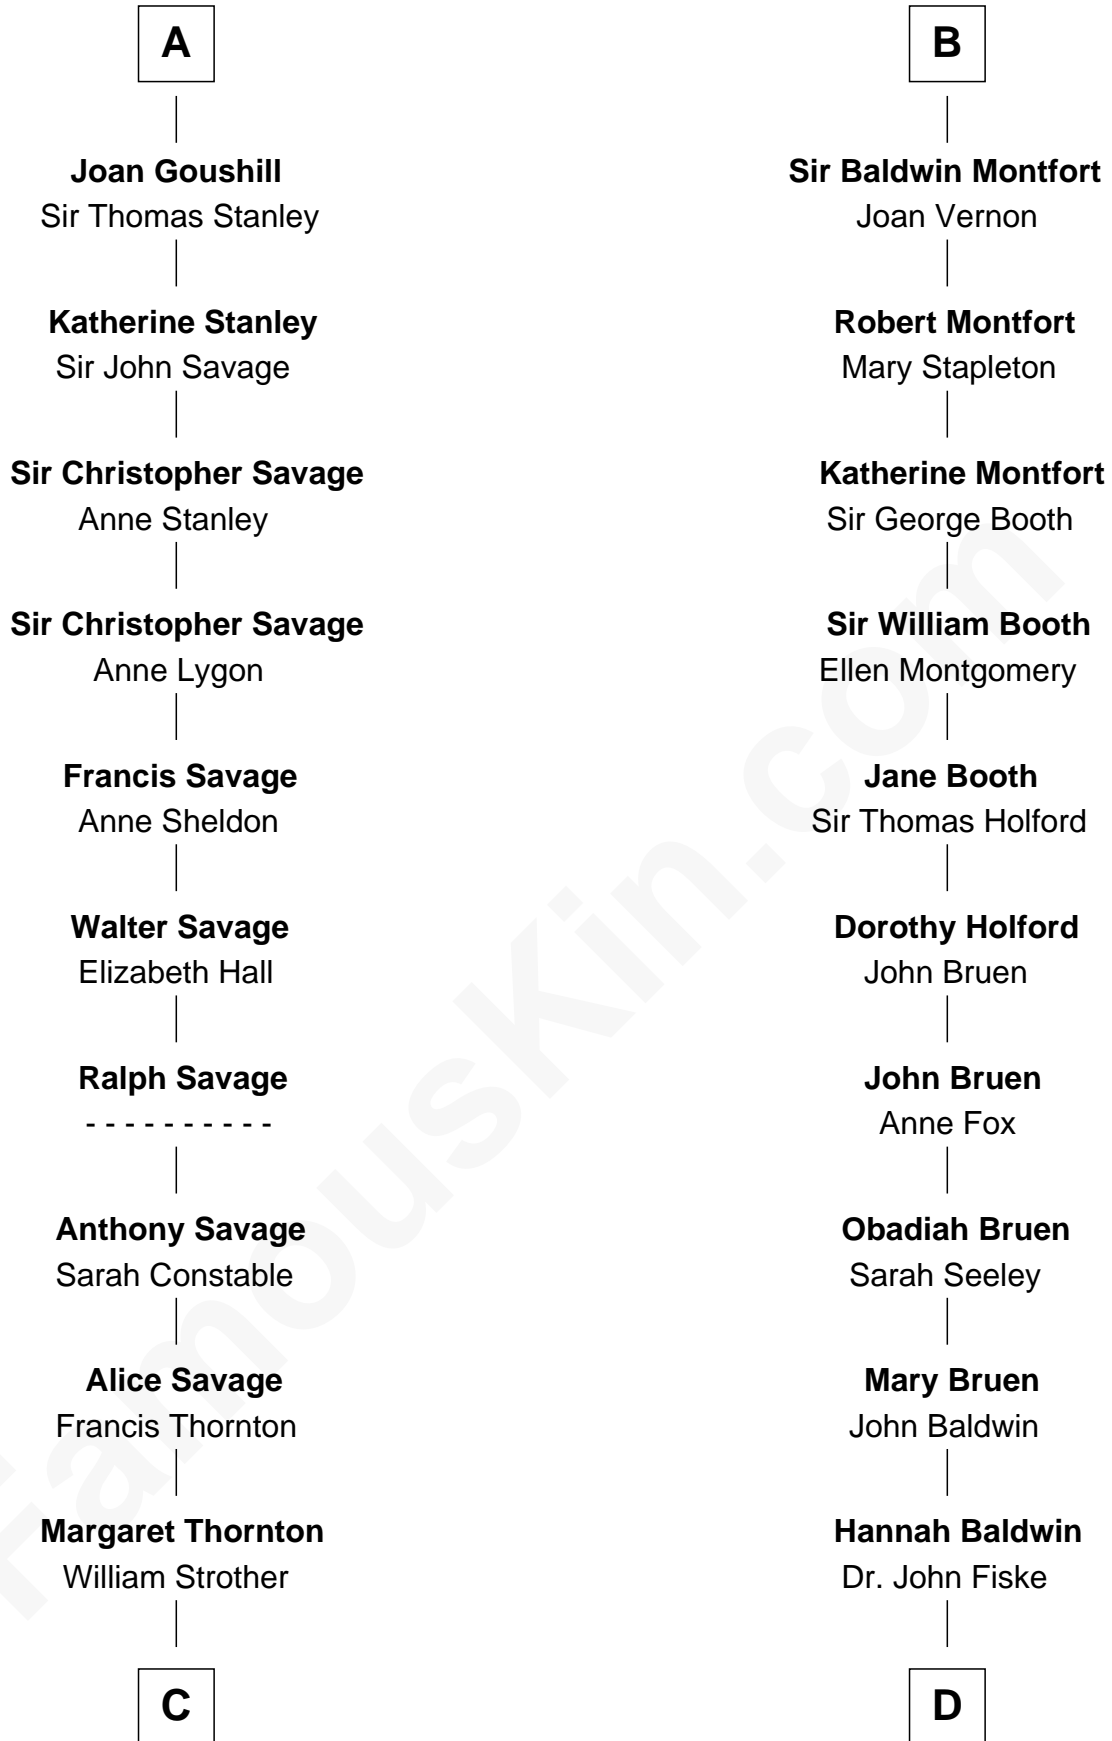 A
Joan Goushill
Sir Thomas Stanley
Katherine Stanley
Sir John Savage
Sir Christopher Savage
Anne Stanley
Sir Christopher Savage
Anne Lygon
Francis Savage
Anne Sheldon
Walter Savage
Elizabeth Hall
Ralph Savage
- - - - - - - - - -
Anthony Savage
Sarah Constable
Alice Savage
Francis Thornton
Margaret Thornton
William Strother
C
B
Sir Baldwin Montfort
Joan Vernon
Robert Montfort
Mary Stapleton
Katherine Montfort
Sir George Booth
Sir William Booth
Ellen Montgomery
Jane Booth
Sir Thomas Holford
Dorothy Holford
John Bruen
John Bruen
Anne Fox
Obadiah Bruen
Sarah Seeley
Mary Bruen
John Baldwin
Hannah Baldwin
Dr. John Fiske
D
FamousKin.com